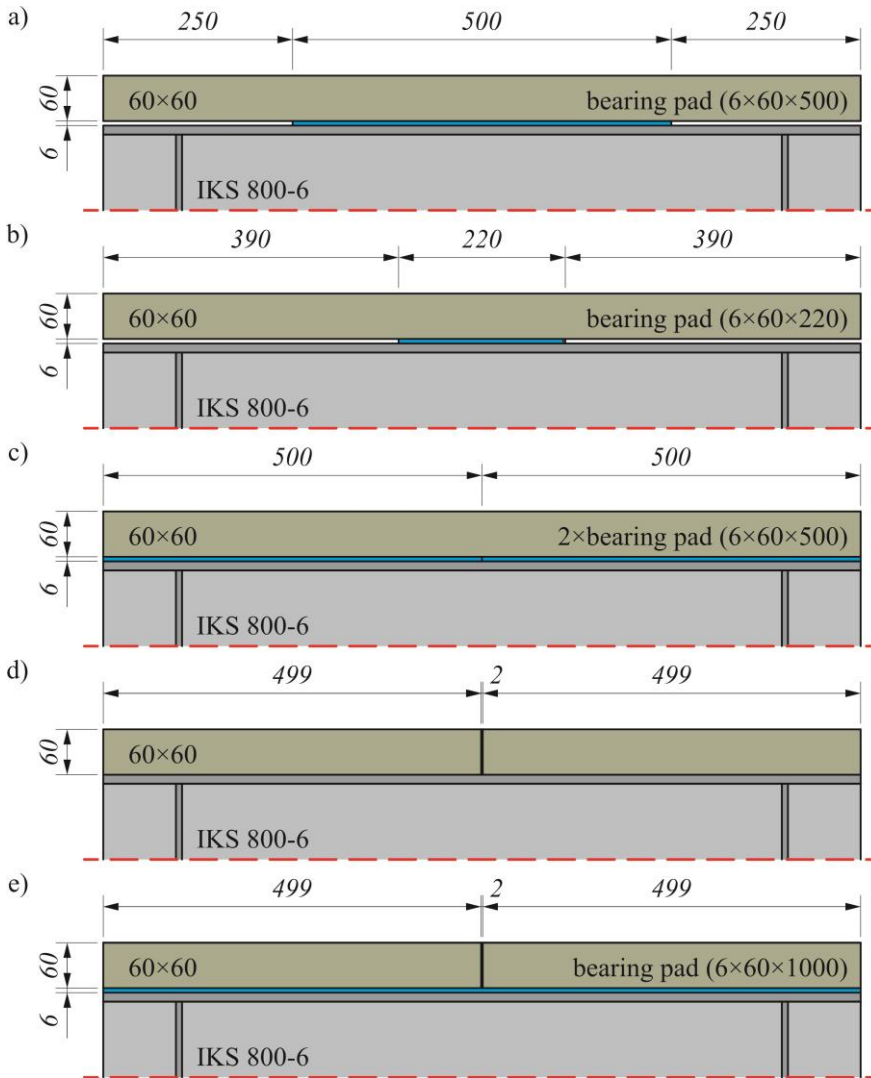 a)
250 500 250
60
60×60 bearing pad (6×60×500)
6
IKS 800-6
b)
390 220 390
60
60×60 bearing pad (6×60×220)
6
IKS 800-6
c)
500 500
60
60×60 2×bearing pad (6×60×500)
6
IKS 800-6
d)
499 2 499
60
60×60
IKS 800-6
e)
499 2 499
60
60×60 bearing pad (6×60×1000)
6
IKS 800-6